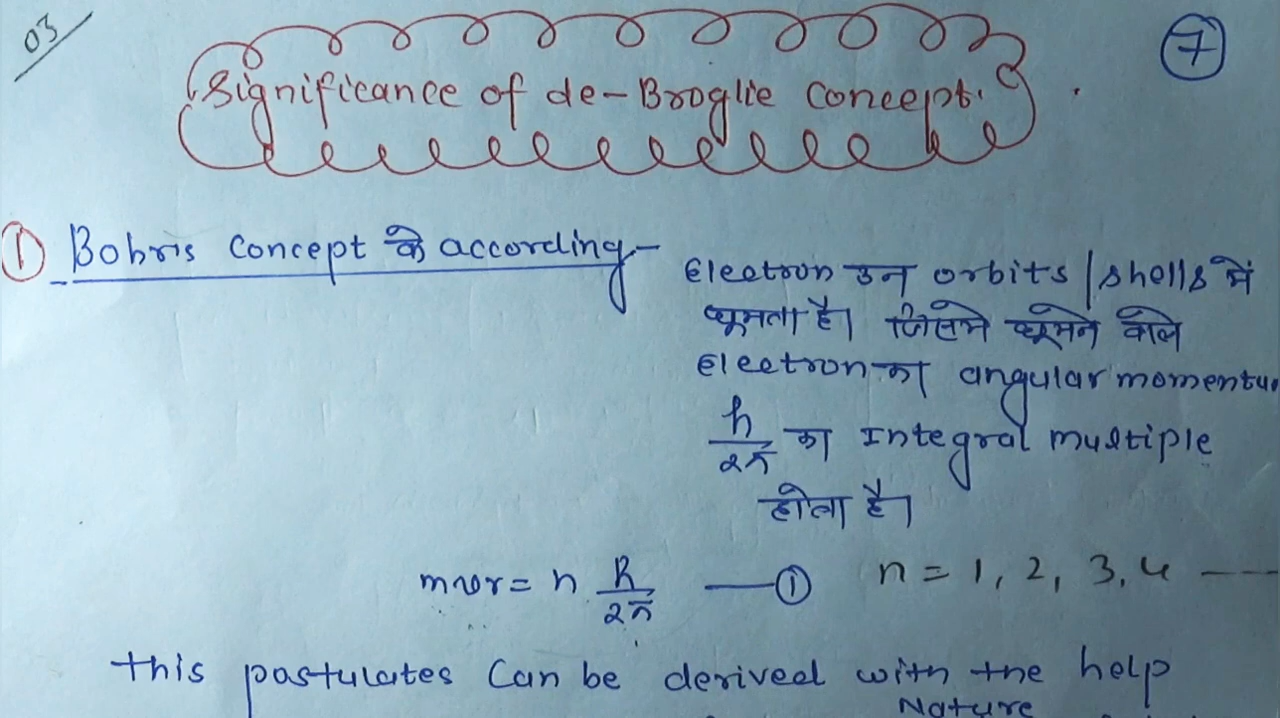 03
7
Significance of de-Broglie Concept.
① Bohris Concept के according-
Electron उन orbits/shells में
घूमता है। जिसमे घूमने वाले
Electron का angular momentu
h/2π का Integral multiple
होता है।
mvr = n h/2π —① n = 1, 2, 3, 4 ----
This postulates Can be derived with the help
Nature